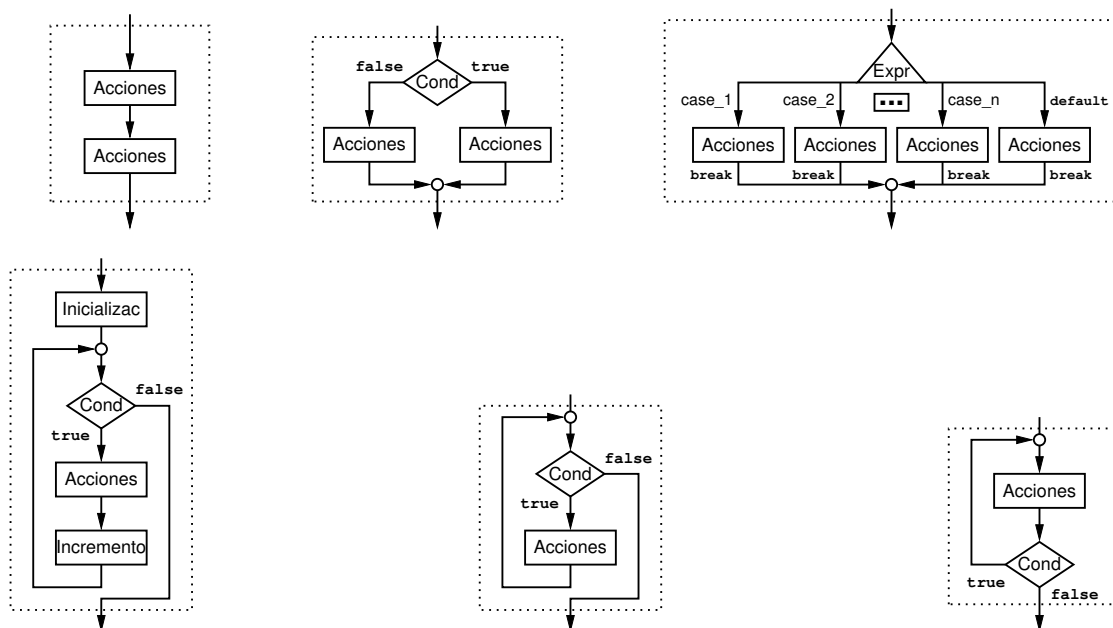 Acciones
Acciones
false true
Cond
Acciones Acciones
Expr
case_1 case_2 case_n default
Acciones Acciones Acciones Acciones
break break break break
Inicializac
false
Cond
true
Acciones
Incremento
false
Cond
true
Acciones
Acciones
Cond
true
false